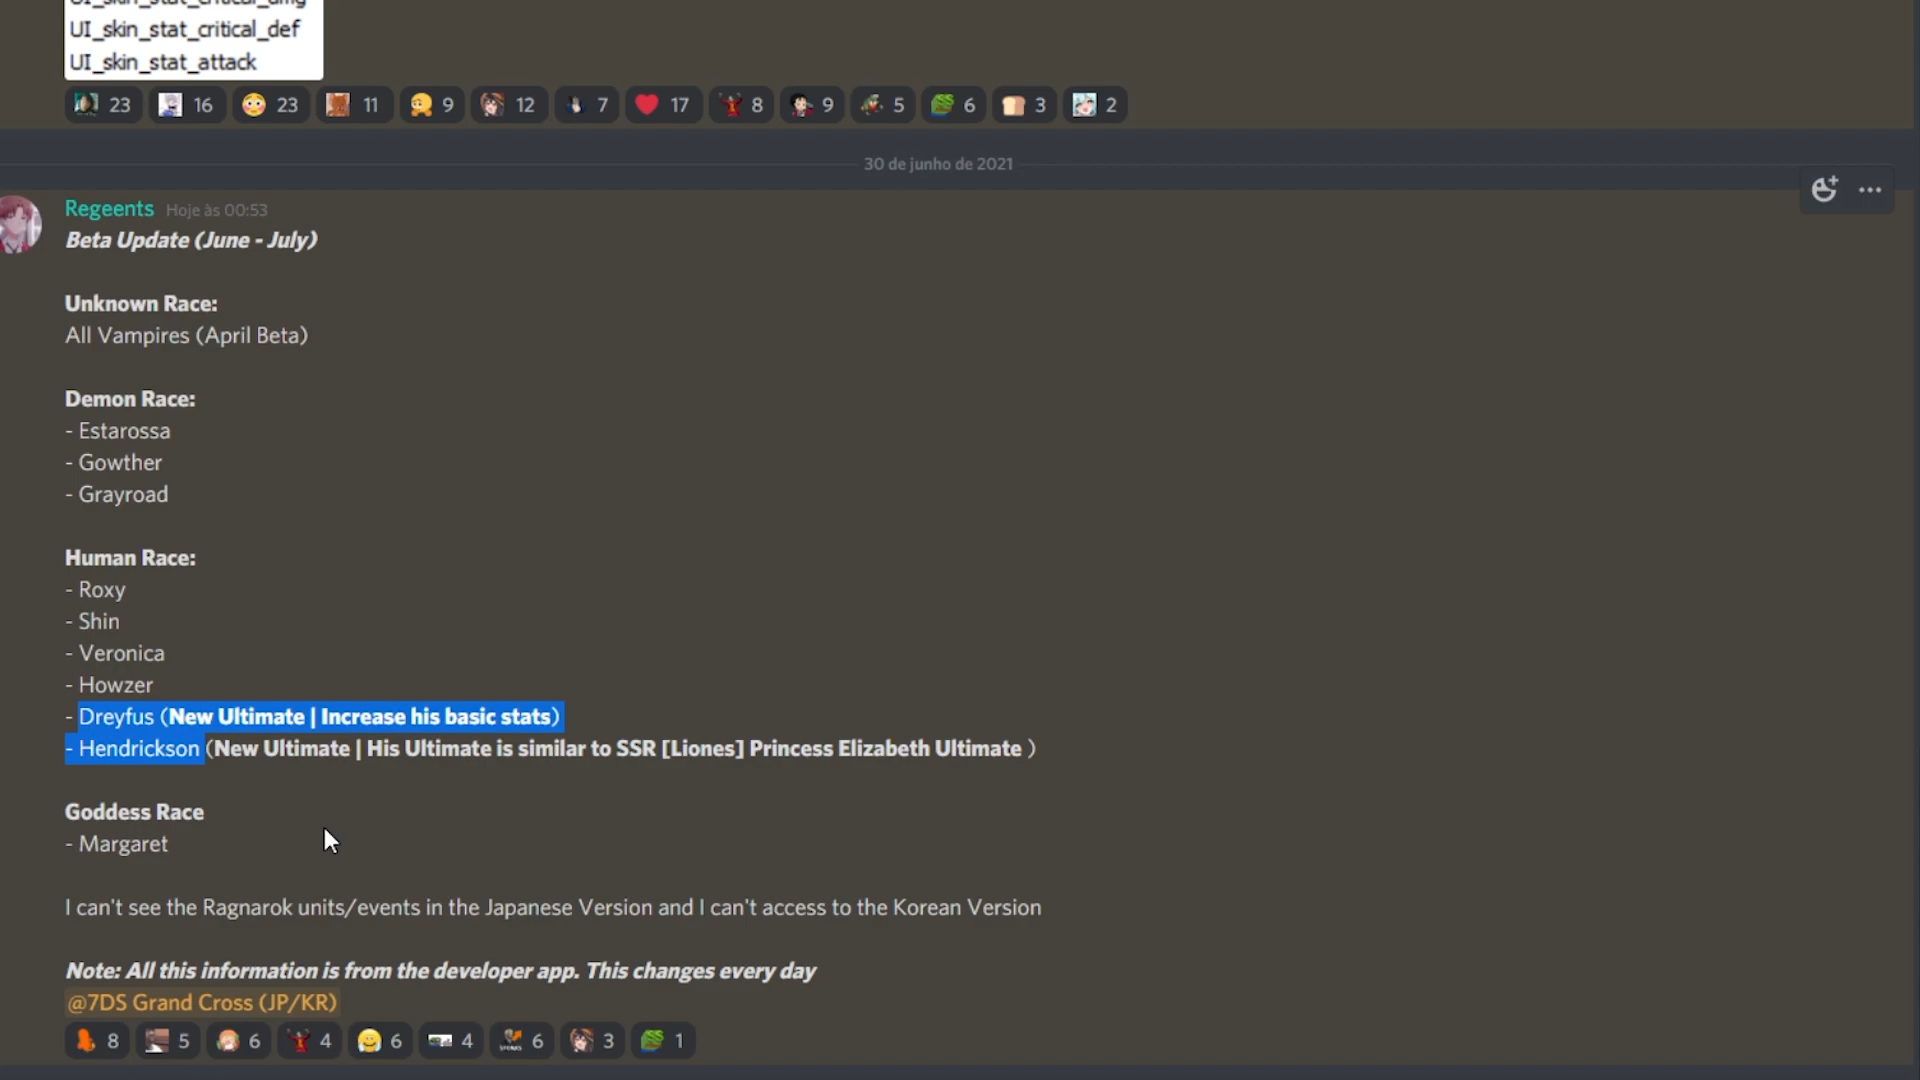 UI_skin_stat_critical_dmg
UI_skin_stat_critical_def
UI_skin_stat_attack
23 16 23 11 9 12 7 17 8 9 5 6 3 2
30 de junho de 2021
Regeents Hoje às 00:53
Beta Update (June - July)
Unknown Race:
All Vampires (April Beta)
Demon Race:
- Estarossa
- Gowther
- Grayroad
Human Race:
- Roxy
- Shin
- Veronica
- Howzer
- Dreyfus (New Ultimate | Increase his basic stats)
- Hendrickson (New Ultimate | His Ultimate is similar to SSR [Liones] Princess Elizabeth Ultimate )
Goddess Race
- Margaret
I can't see the Ragnarok units/events in the Japanese Version and I can't access to the Korean Version
Note: All this information is from the developer app. This changes every day
@7DS Grand Cross (JP/KR)
8 5 6 4 6 4 6 3 1